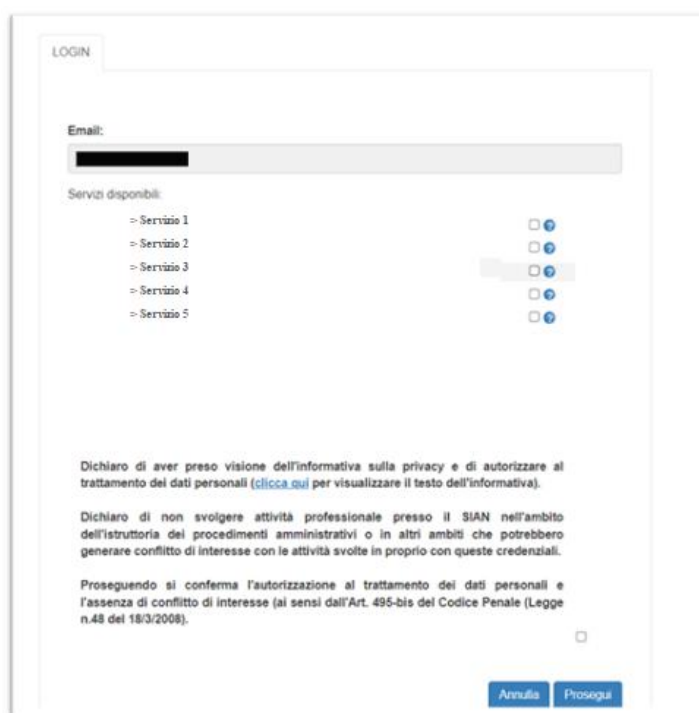 LOGIN
Email:
Servizi disponibili:
=> Servizio 1
=> Servizio 2
=> Servizio 3
=> Servizio 4
=> Servizio 5
Dichiaro di aver preso visione dell'informativa sulla privacy e di autorizzare al
trattamento dei dati personali (clicca qui per visualizzare il testo dell'informativa).
Dichiaro di non svolgere attività professionale presso il SIAN nell'ambito
dell'istruttoria dei procedimenti amministrativi o in altri ambiti che potrebbero
generare conflitto di interesse con le attività svolte in proprio con queste credenziali.
Proseguendo si conferma l'autorizzazione al trattamento dei dati personali e
l'assenza di conflitto di interesse (ai sensi dall'Art. 495-bis del Codice Penale (Legge
n.48 del 18/3/2008).
Annulla Prosegui